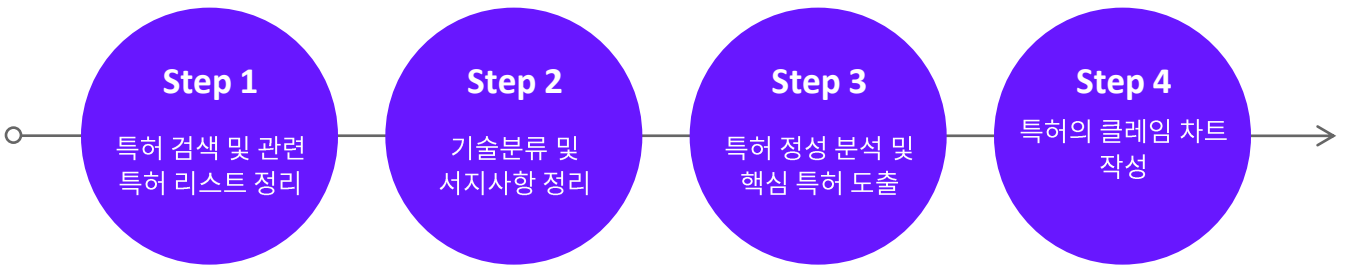 Step 1
특허 검색 및 관련
특허 리스트 정리
Step 2
기술분류 및
서지사항 정리
Step 3
특허 정성 분석 및
핵심 특허 도출
Step 4
특허의 클레임 차트
작성